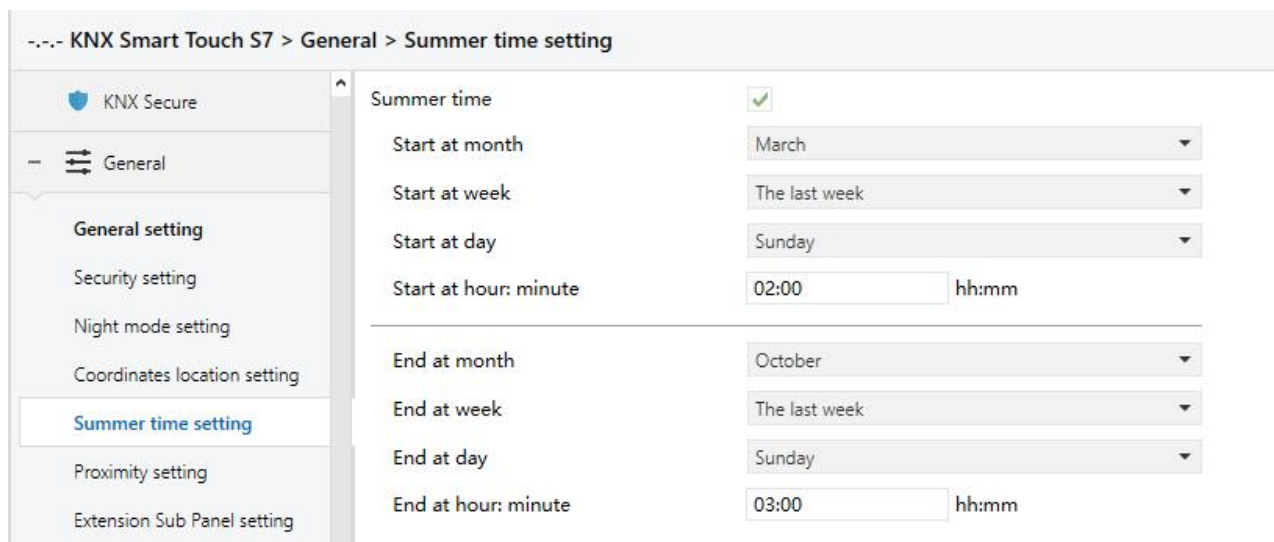 -.-.- KNX Smart Touch S7 > General > Summer time setting
KNX Secure
General
General setting
Security setting
Night mode setting
Coordinates location setting
Summer time setting
Proximity setting
Extension Sub Panel setting
Summer time
Start at month March
Start at week The last week
Start at day Sunday
Start at hour: minute 02:00 hh:mm
End at month October
End at week The last week
End at day Sunday
End at hour: minute 03:00 hh:mm